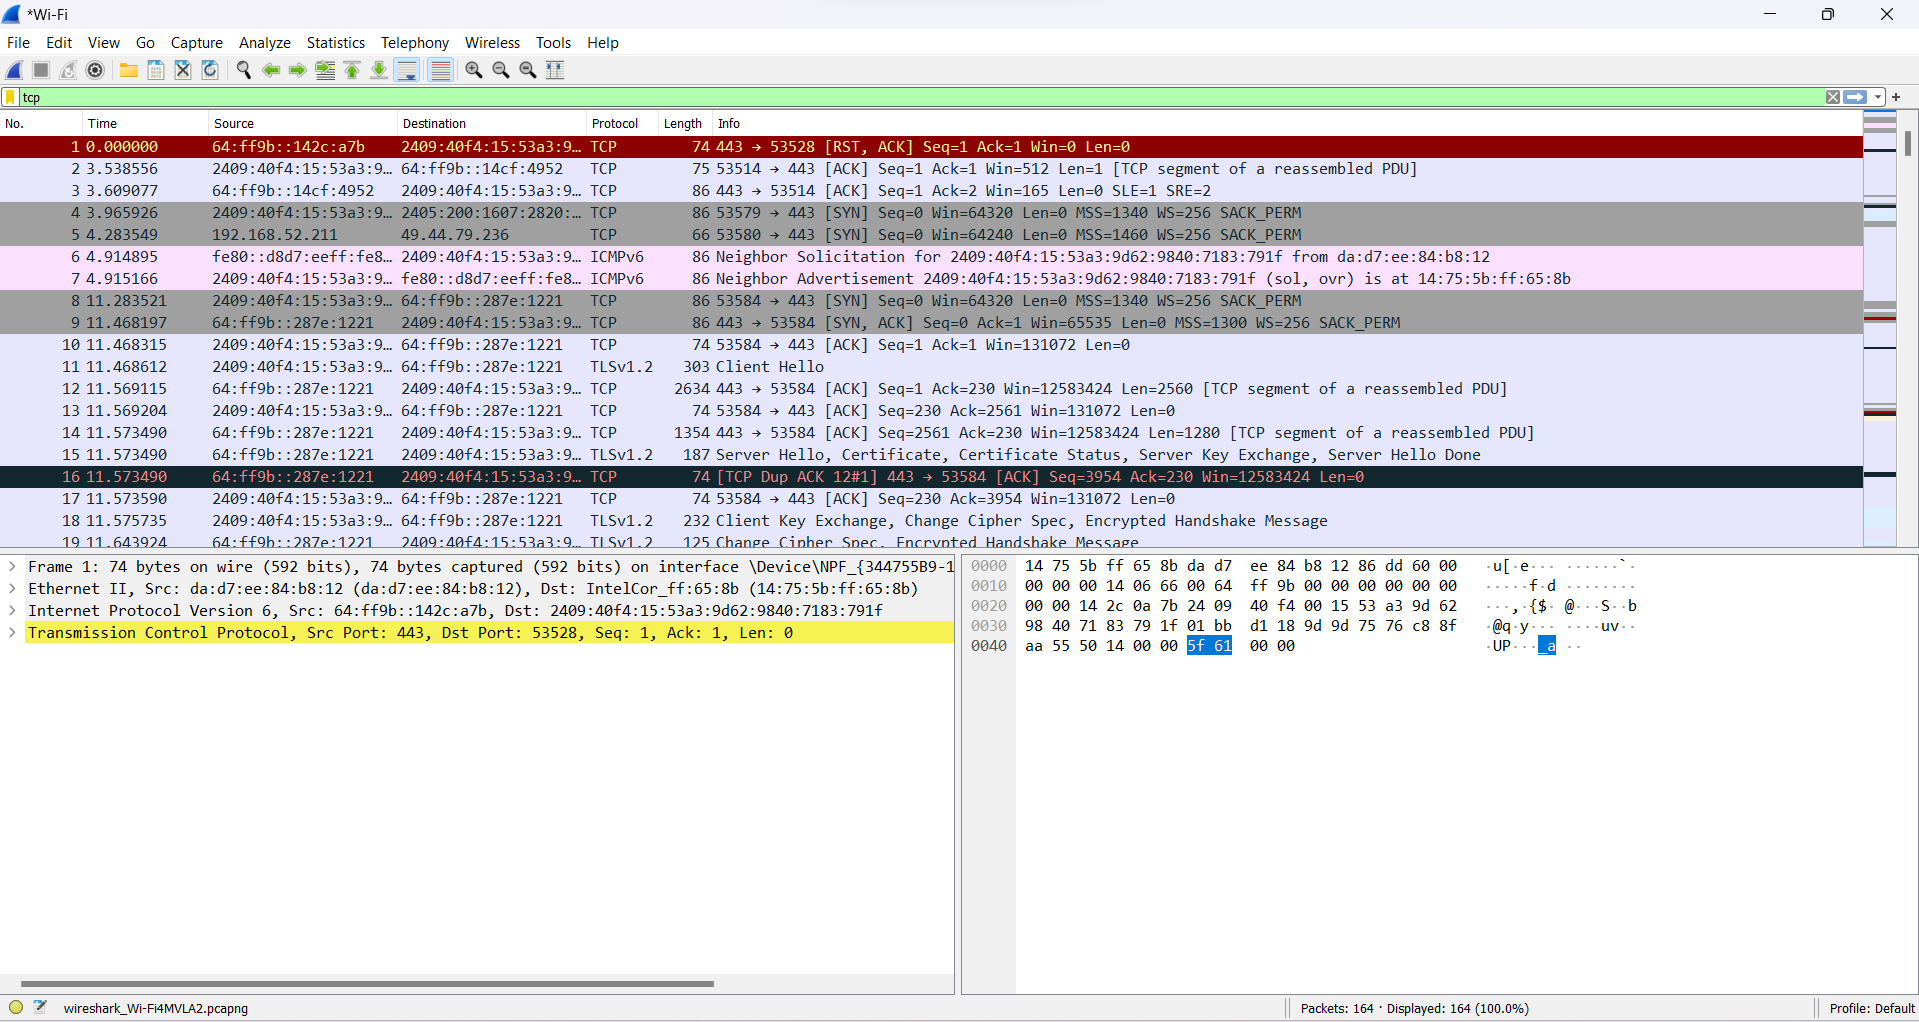 *Wi-Fi
File Edit View Go Capture Analyze Statistics Telephony Wireless Tools Help
tcp
No. Time Source Destination Protocol Length Info
1 0.000000 64:ff9b::142c:a7b 2409:40f4:15:53a3:9… TCP 74 443 → 53528 [RST, ACK] Seq=1 Ack=1 Win=0 Len=0
2 3.538556 2409:40f4:15:53a3:9… 64:ff9b::14cf:4952 TCP 75 53514 → 443 [ACK] Seq=1 Ack=1 Win=512 Len=1 [TCP segment of a reassembled PDU]
3 3.609077 64:ff9b::14cf:4952 2409:40f4:15:53a3:9… TCP 86 443 → 53514 [ACK] Seq=1 Ack=2 Win=165 Len=0 SLE=1 SRE=2
4 3.965926 2409:40f4:15:53a3:9… 2405:200:1607:2820:… TCP 86 53579 → 443 [SYN] Seq=0 Win=64320 Len=0 MSS=1340 WS=256 SACK_PERM
5 4.283549 192.168.52.211 49.44.79.236 TCP 66 53580 → 443 [SYN] Seq=0 Win=64240 Len=0 MSS=1460 WS=256 SACK_PERM
6 4.914895 fe80::d8d7:eeff:fe8… 2409:40f4:15:53a3:9… ICMPv6 86 Neighbor Solicitation for 2409:40f4:15:53a3:9d62:9840:7183:791f from da:d7:ee:84:b8:12
7 4.915166 2409:40f4:15:53a3:9… fe80::d8d7:eeff:fe8… ICMPv6 86 Neighbor Advertisement 2409:40f4:15:53a3:9d62:9840:7183:791f (sol, ovr) is at 14:75:5b:ff:65:8b
8 11.283521 2409:40f4:15:53a3:9… 64:ff9b::287e:1221 TCP 86 53584 → 443 [SYN] Seq=0 Win=64320 Len=0 MSS=1340 WS=256 SACK_PERM
9 11.468197 64:ff9b::287e:1221 2409:40f4:15:53a3:9… TCP 86 443 → 53584 [SYN, ACK] Seq=0 Ack=1 Win=65535 Len=0 MSS=1300 WS=256 SACK_PERM
10 11.468315 2409:40f4:15:53a3:9… 64:ff9b::287e:1221 TCP 74 53584 → 443 [ACK] Seq=1 Ack=1 Win=131072 Len=0
11 11.468612 2409:40f4:15:53a3:9… 64:ff9b::287e:1221 TLSv1.2 303 Client Hello
12 11.569115 64:ff9b::287e:1221 2409:40f4:15:53a3:9… TCP 2634 443 → 53584 [ACK] Seq=1 Ack=230 Win=12583424 Len=2560 [TCP segment of a reassembled PDU]
13 11.569204 2409:40f4:15:53a3:9… 64:ff9b::287e:1221 TCP 74 53584 → 443 [ACK] Seq=230 Ack=2561 Win=131072 Len=0
14 11.573490 64:ff9b::287e:1221 2409:40f4:15:53a3:9… TCP 1354 443 → 53584 [ACK] Seq=2561 Ack=230 Win=12583424 Len=1280 [TCP segment of a reassembled PDU]
15 11.573490 64:ff9b::287e:1221 2409:40f4:15:53a3:9… TLSv1.2 187 Server Hello, Certificate, Certificate Status, Server Key Exchange, Server Hello Done
16 11.573490 64:ff9b::287e:1221 2409:40f4:15:53a3:9… TCP 74 [TCP Dup ACK 12#1] 443 → 53584 [ACK] Seq=3954 Ack=230 Win=12583424 Len=0
17 11.573590 2409:40f4:15:53a3:9… 64:ff9b::287e:1221 TCP 74 53584 → 443 [ACK] Seq=230 Ack=3954 Win=131072 Len=0
18 11.575735 2409:40f4:15:53a3:9… 64:ff9b::287e:1221 TLSv1.2 232 Client Key Exchange, Change Cipher Spec, Encrypted Handshake Message
19 11.643924 64:ff9b::287e:1221 2409:40f4:15:53a3:9… TLSv1.2 125 Change Cipher Spec, Encrypted Handshake Message
Frame 1: 74 bytes on wire (592 bits), 74 bytes captured (592 bits) on interface \Device\NPF_{344755B9-1
Ethernet II, Src: da:d7:ee:84:b8:12 (da:d7:ee:84:b8:12), Dst: IntelCor_ff:65:8b (14:75:5b:ff:65:8b)
Internet Protocol Version 6, Src: 64:ff9b::142c:a7b, Dst: 2409:40f4:15:53a3:9d62:9840:7183:791f
Transmission Control Protocol, Src Port: 443, Dst Port: 53528, Seq: 1, Ack: 1, Len: 0
0000 14 75 5b ff 65 8b da d7 ee 84 b8 12 86 dd 60 00 ·u[·e··· ······`·
0010 00 00 00 14 06 66 00 64 ff 9b 00 00 00 00 00 00 ·····f·d ········
0020 00 00 14 2c 0a 7b 24 09 40 f4 00 15 53 a3 9d 62 ···,·{$· @···S··b
0030 98 40 71 83 79 1f 01 bb d1 18 9d 9d 75 76 c8 8f ·@q·y··· ····uv··
0040 aa 55 50 14 00 00 5f 61 00 00 ·UP···_a ··
wireshark_Wi-Fi4MVLA2.pcapng
Packets: 164 · Displayed: 164 (100.0%)
Profile: Default